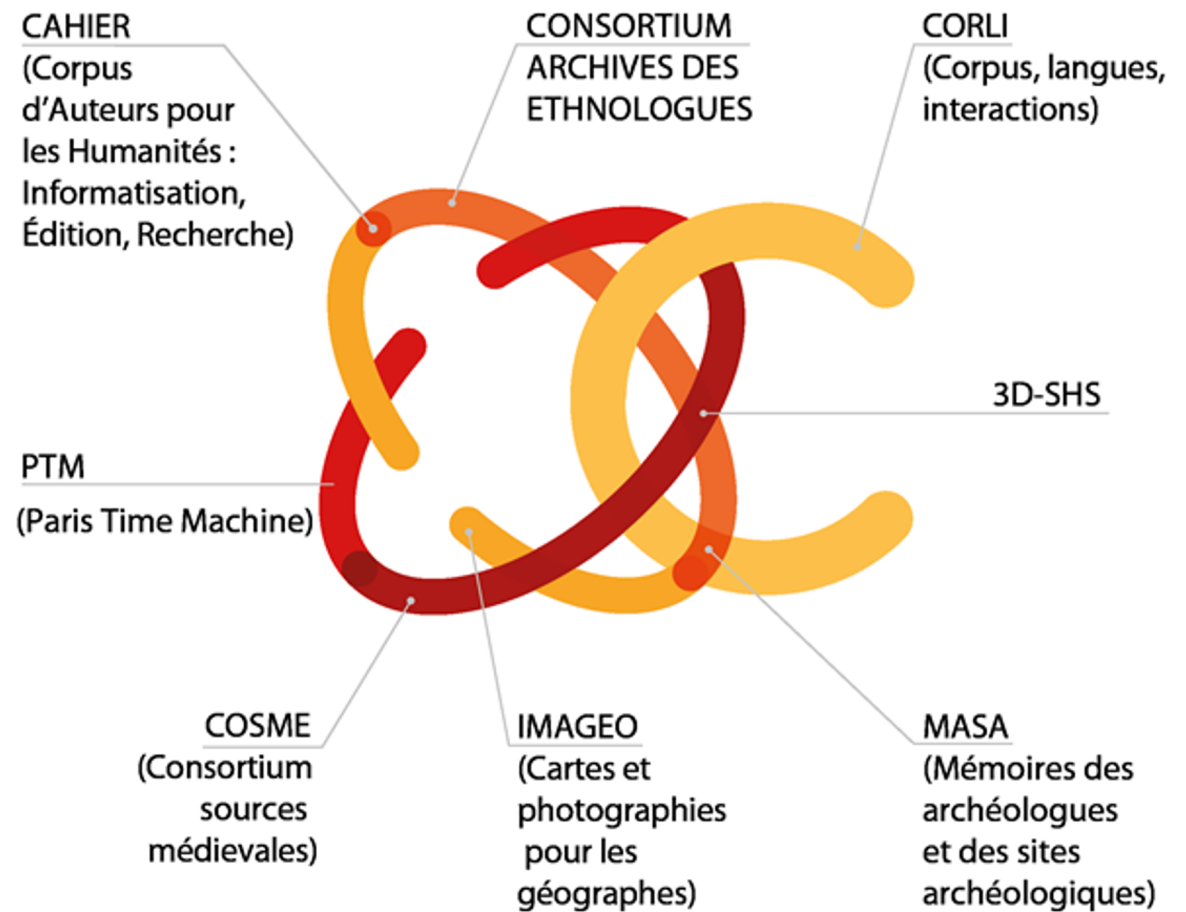 CAHIER
(Corpus
d'Auteurs pour
les Humanités :
Informatisation,
Édition, Recherche)
CONSORTIUM
ARCHIVES DES
ETHNOLOGUES
CORLI
(Corpus, langues,
interactions)
3D-SHS
PTM
(Paris Time Machine)
COSME
(Consortium
sources
médievales)
IMAGEO
(Cartes et
photographies
pour les
géographes)
MASA
(Mémoires des
archéologues
et des sites
archéologiques)